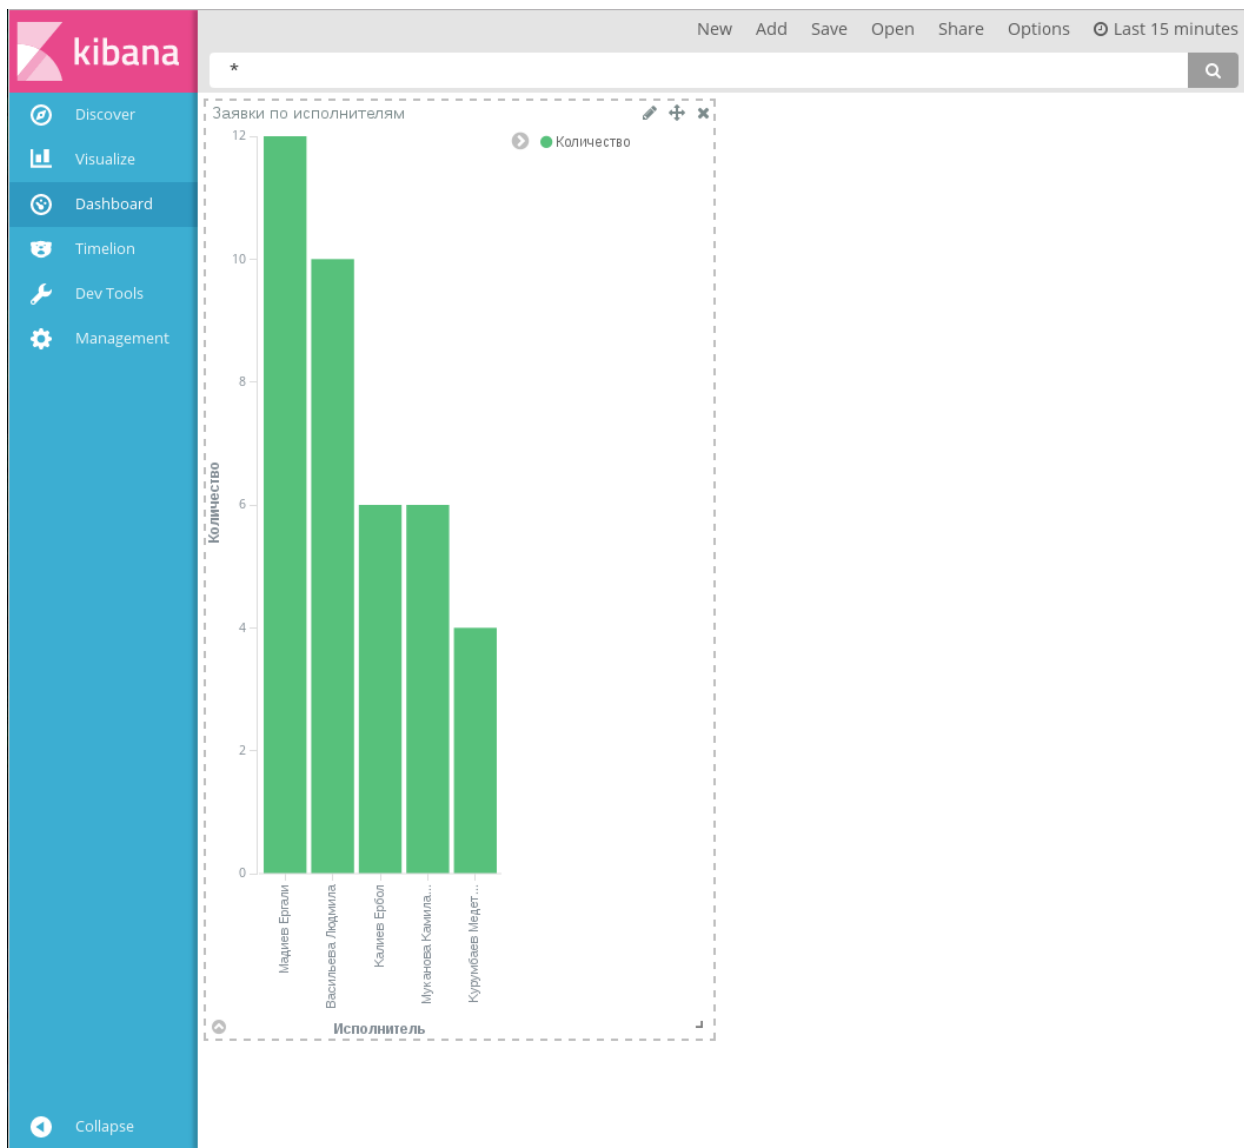 kibana
New Add Save Open Share Options Last 15 minutes
*
Discover
Visualize
Dashboard
Timelion
Dev Tools
Management
Collapse
Заявки по исполнителям
Количество
12
10
8
6
4
2
0
Количество
Мадиев Ергали
Васильева Людмила
Калиев Ербол
Муканова Камила...
Курумбаев Медет...
Исполнитель